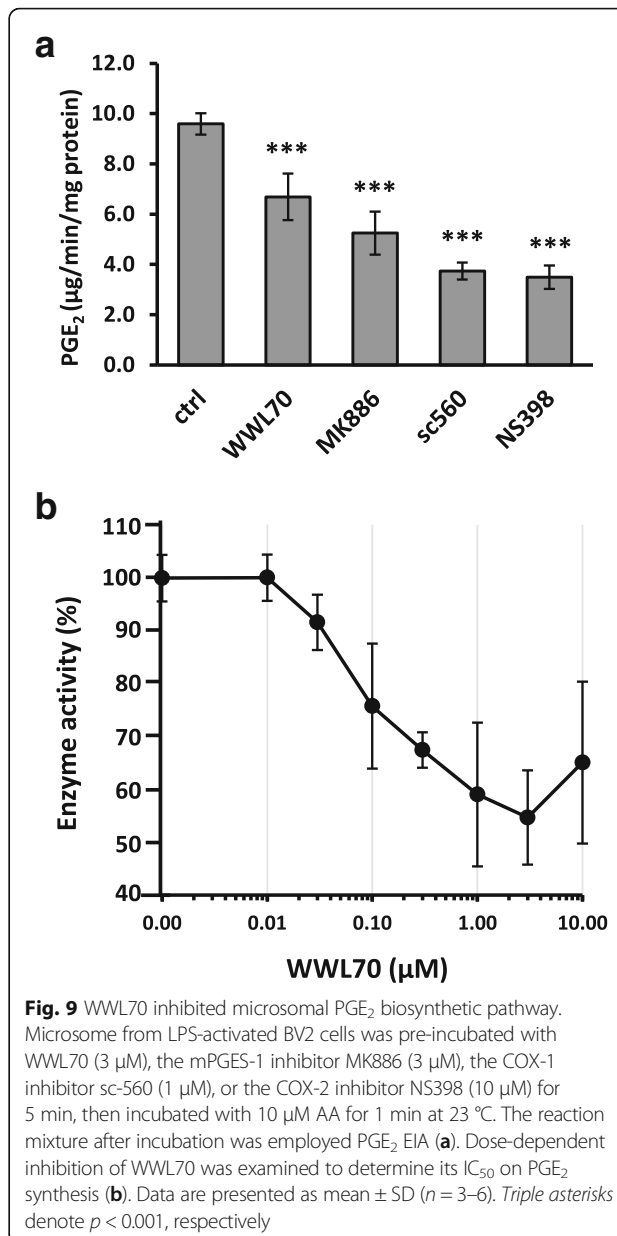 a
12.0
10.0
8.0
6.0
4.0
2.0
0.0
PGE2 (µg/min/mg protein)
***
***
***
***
ctrl
WWL70
MK886
sc560
NS398
b
110
100
90
80
70
60
50
40
Enzyme activity (%)
0.00
0.01
0.10
1.00
10.00
WWL70 (µM)
Fig. 9 WWL70 inhibited microsomal PGE2 biosynthetic pathway.
Microsome from LPS-activated BV2 cells was pre-incubated with
WWL70 (3 µM), the mPGES-1 inhibitor MK886 (3 µM), the COX-1
inhibitor sc-560 (1 µM), or the COX-2 inhibitor NS398 (10 µM) for
5 min, then incubated with 10 µM AA for 1 min at 23 °C. The reaction
mixture after incubation was employed PGE2 EIA (a). Dose-dependent
inhibition of WWL70 was examined to determine its IC50 on PGE2
synthesis (b). Data are presented as mean ± SD (n = 3–6). Triple asterisks
denote p < 0.001, respectively